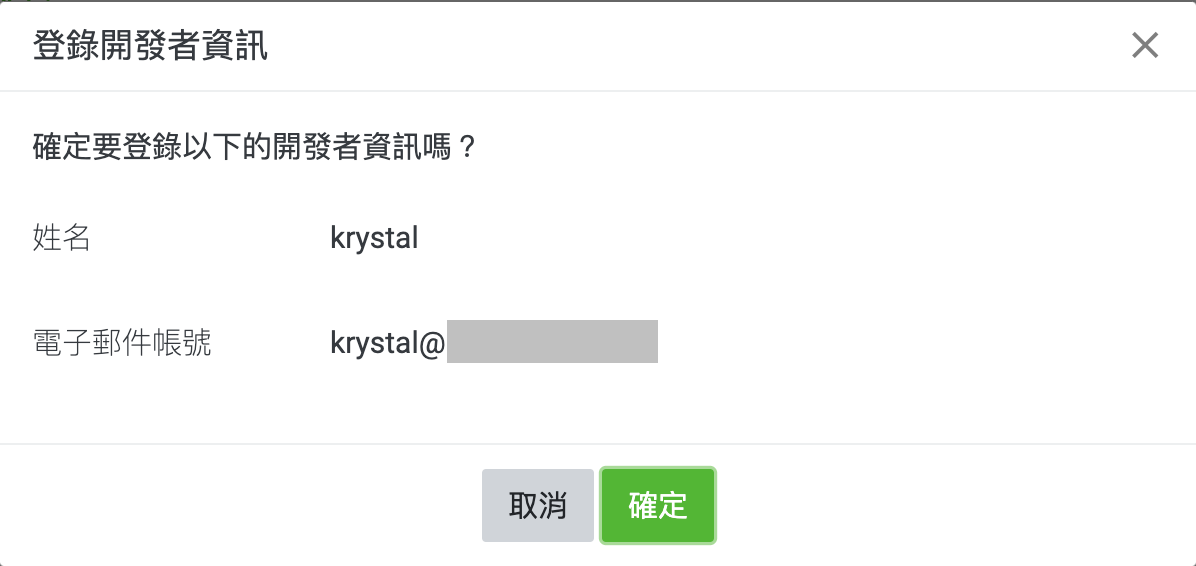 登錄開發者資訊
確定要登錄以下的開發者資訊嗎？
姓名 krystal
電子郵件帳號 krystal@
取消 確定